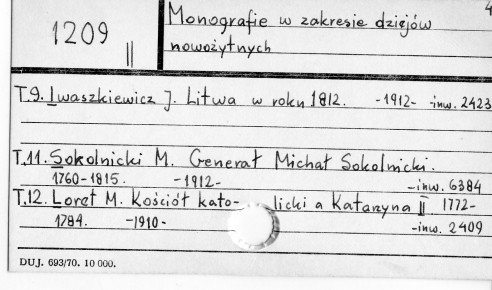 4
Monografie w zakresie dziejów
1209 II
nowożytnych
T.9. Iwaszkiewicz J. Litwa w roku 1812. -1912- -inw. 2423
T.11. Sokolnicki M. Generał Michał Sokolnicki.
1760-1815. -1912- -inw. 6384
T.12. Loret M. Kościół kato- licki a Katarzyna II. 1772-
1784. -1910- -inw. 2409
DUJ. 693/70. 10 000.